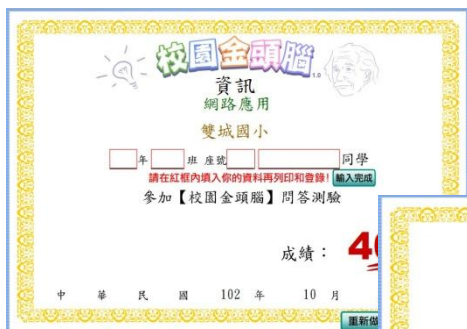 校園金頭腦 1.0
資訊
網路應用
雙城國小
年 班 座號 同學
請在紅框內填入你的資料再列印和登錄! 輸入完成
參加【校園金頭腦】問答測驗
成績：
中 華 民 國 102 年 10 月
重新做